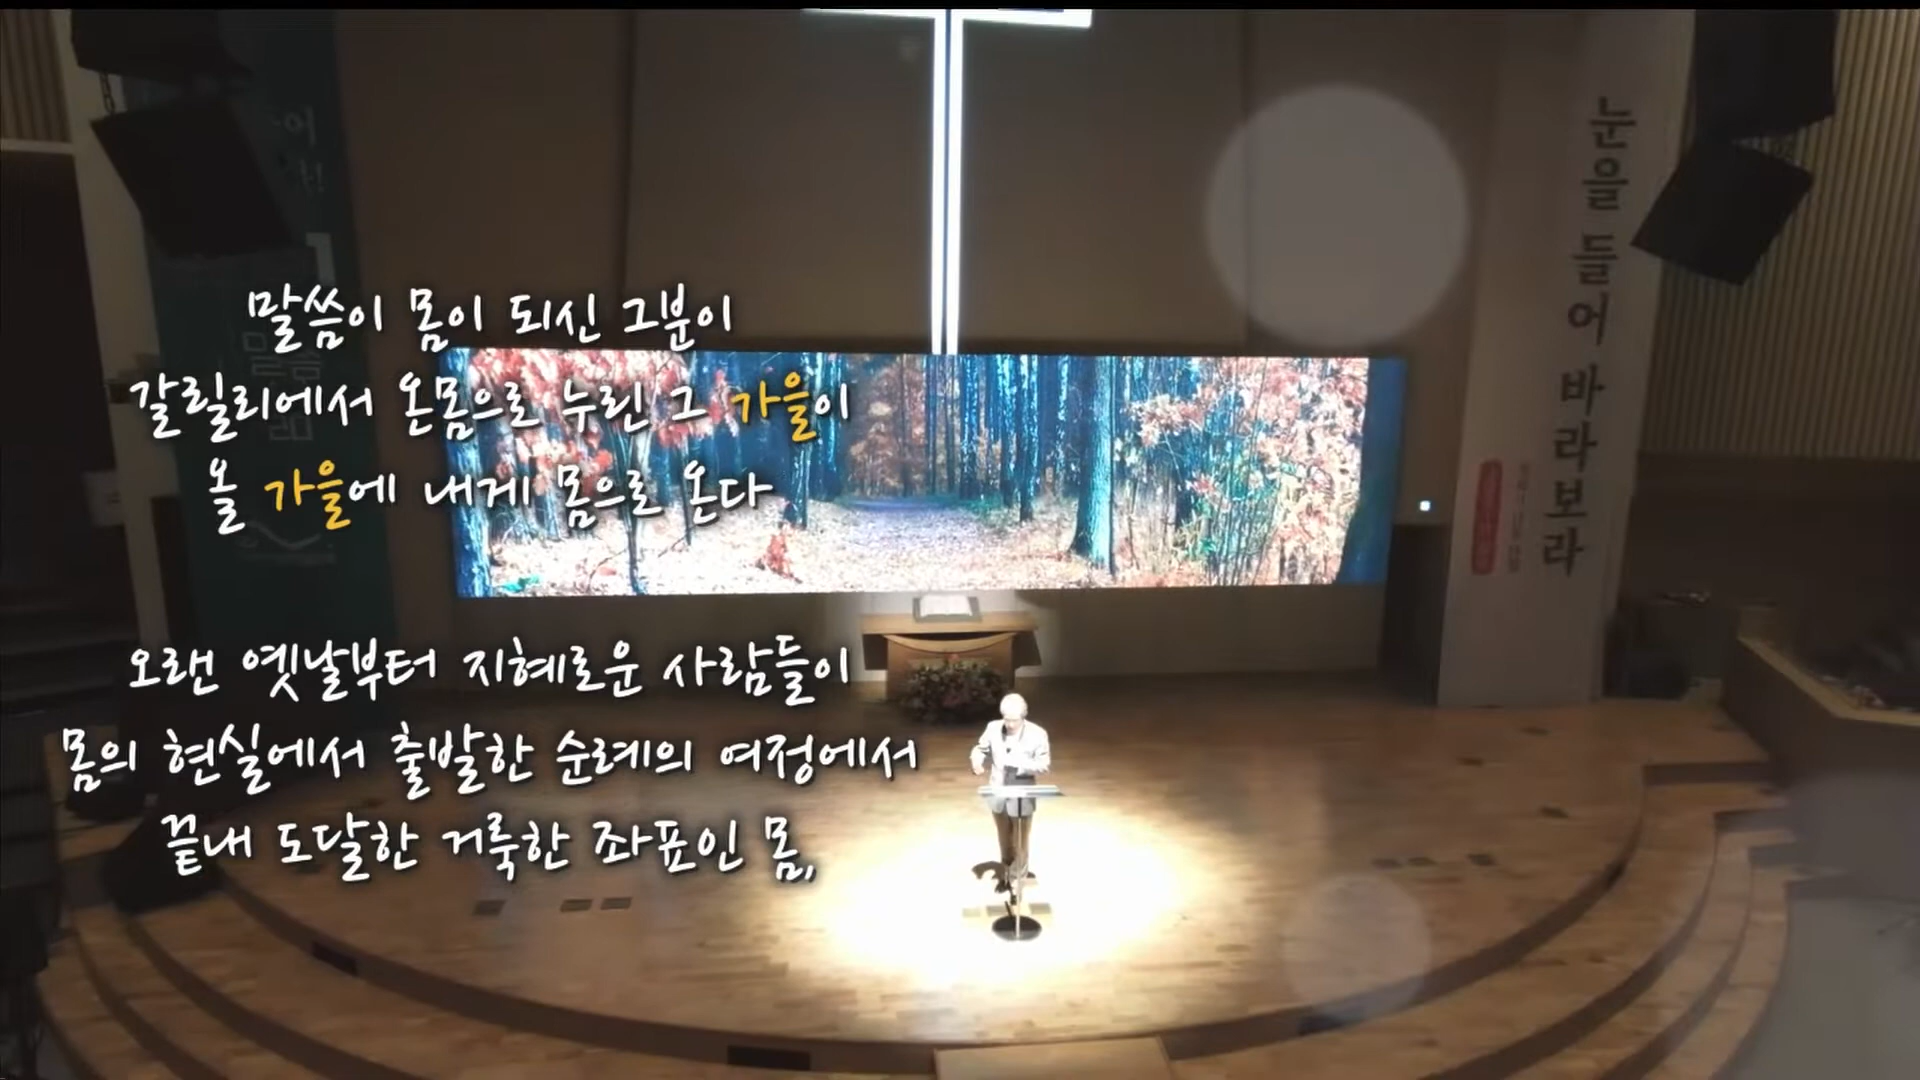 말씀이 몸이 되신 그분이
갈릴리에서 온몸으로 누린 그 가을이
올 가을에 내게 몸으로 온다
오랜 옛날부터 지혜로운 사람들이
몸의 현실에서 출발한 순례의 여정에서
끝내 도달한 거룩한 좌표인 몸,
눈을 들어 바라보라